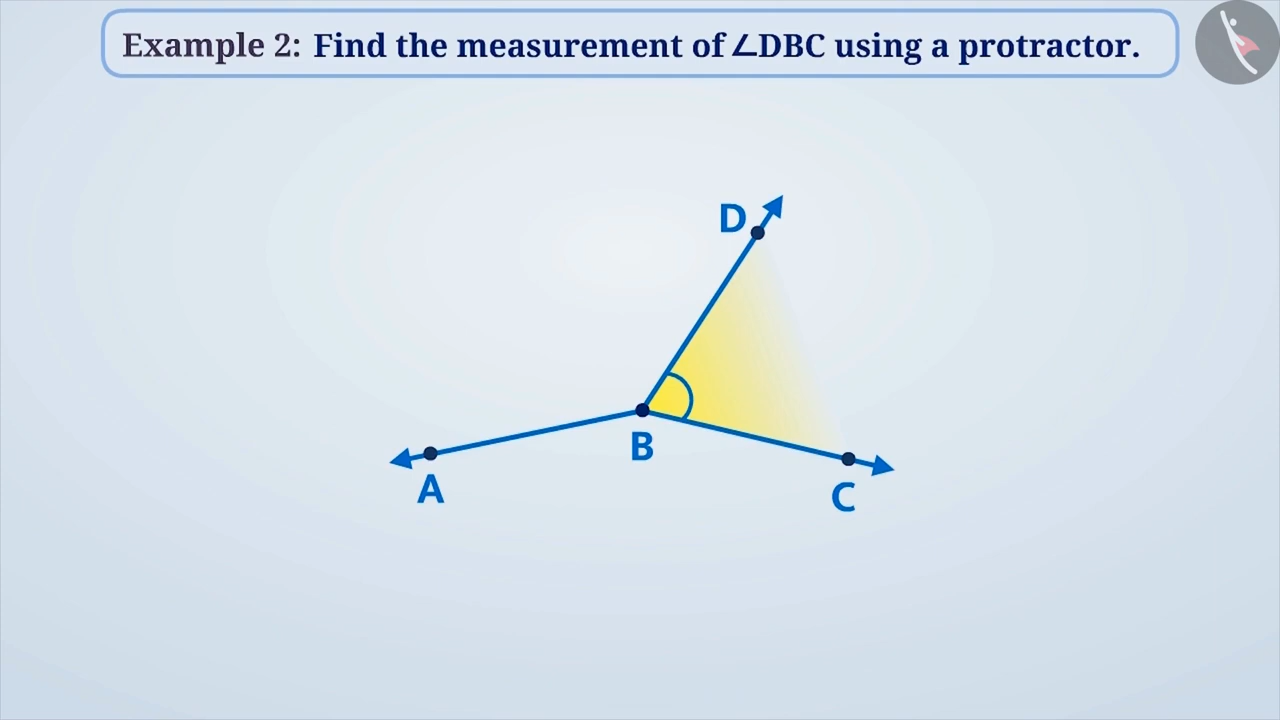 Example 2: Find the measurement of ∠DBC using a protractor.
D
B
A
C